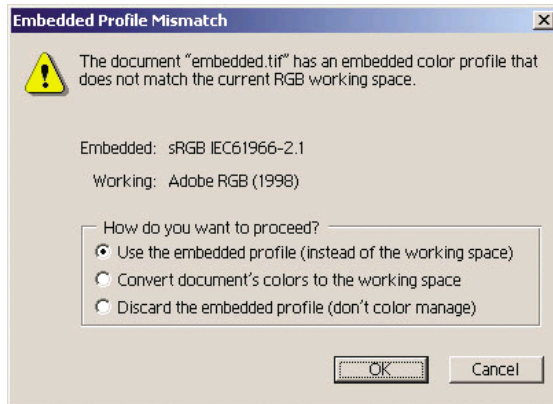 Embedded Profile Mismatch
The document "embedded.tif" has an embedded color profile that
does not match the current RGB working space.
Embedded: sRGB IEC61966-2.1
Working: Adobe RGB (1998)
How do you want to proceed?
Use the embedded profile (instead of the working space)
Convert document's colors to the working space
Discard the embedded profile (don't color manage)
OK Cancel